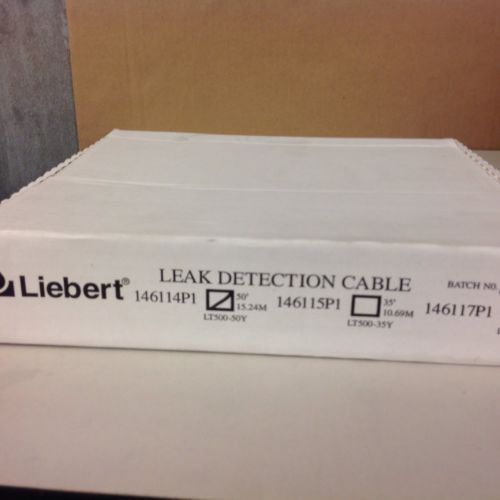 Liebert®
LEAK DETECTION CABLE
BATCH NO.
146114P1 50' 15.24M
LT500-50Y
146115P1 35' 10.69M
LT500-35Y
146117P1